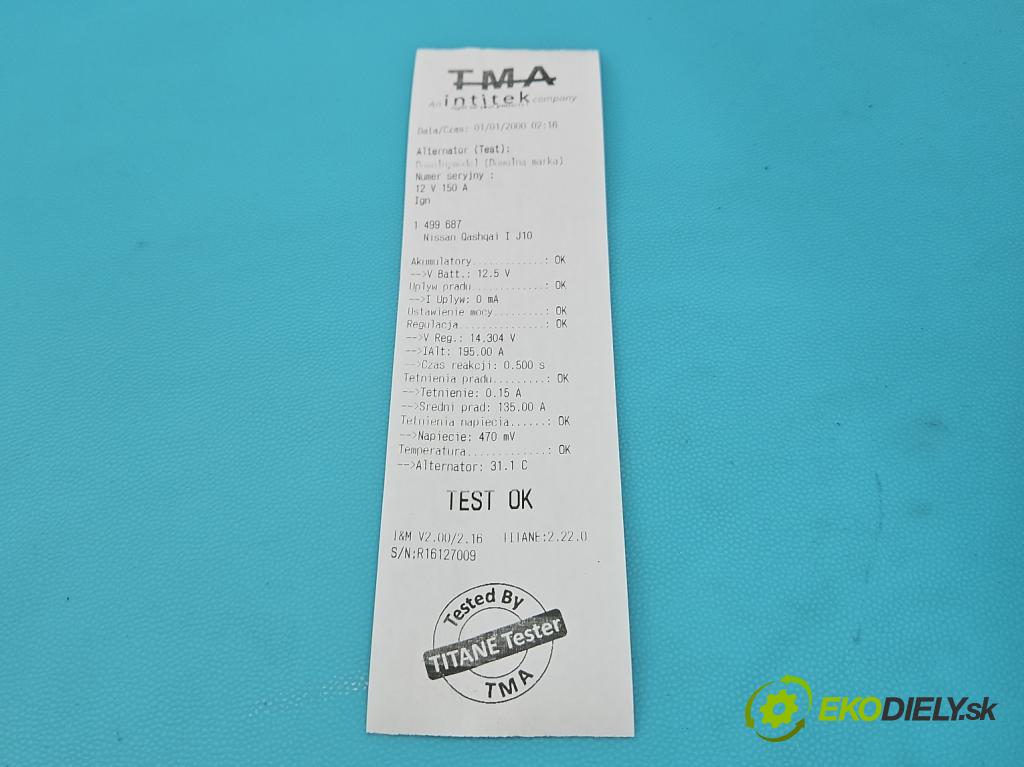 TMA
An intitek company
Data/Czas: 01/01/2000 02:16
Alternator (Test):
(Domulna marka)
Numer seryjny :
12 V 150 A
Ign
1 499 687
Nissan Qashqai I J10
Akumulatory............: OK
-->V Batt.: 12.5 V
Uplyw pradu............: OK
-->I Uplyw: 0 mA
Ustawienie mocy........: OK
Regulacja..............: OK
-->V Reg.: 14.304 V
-->IAlt: 195.00 A
-->Czas reakcji: 0.500 s
Tetnienia pradu.........: OK
-->Tetnienie: 0.15 A
-->Sredni prad: 135.00 A
Tetnienia napiecia......: OK
-->Napiecie: 470 mV
Temperatura.............: OK
-->Alternator: 31.1 C
TEST OK
I&M V2.00/2.16 TITANE:2.22.0
S/N:R16127009
Tested By
TITANE Tester
TMA
EKODIELY.sk